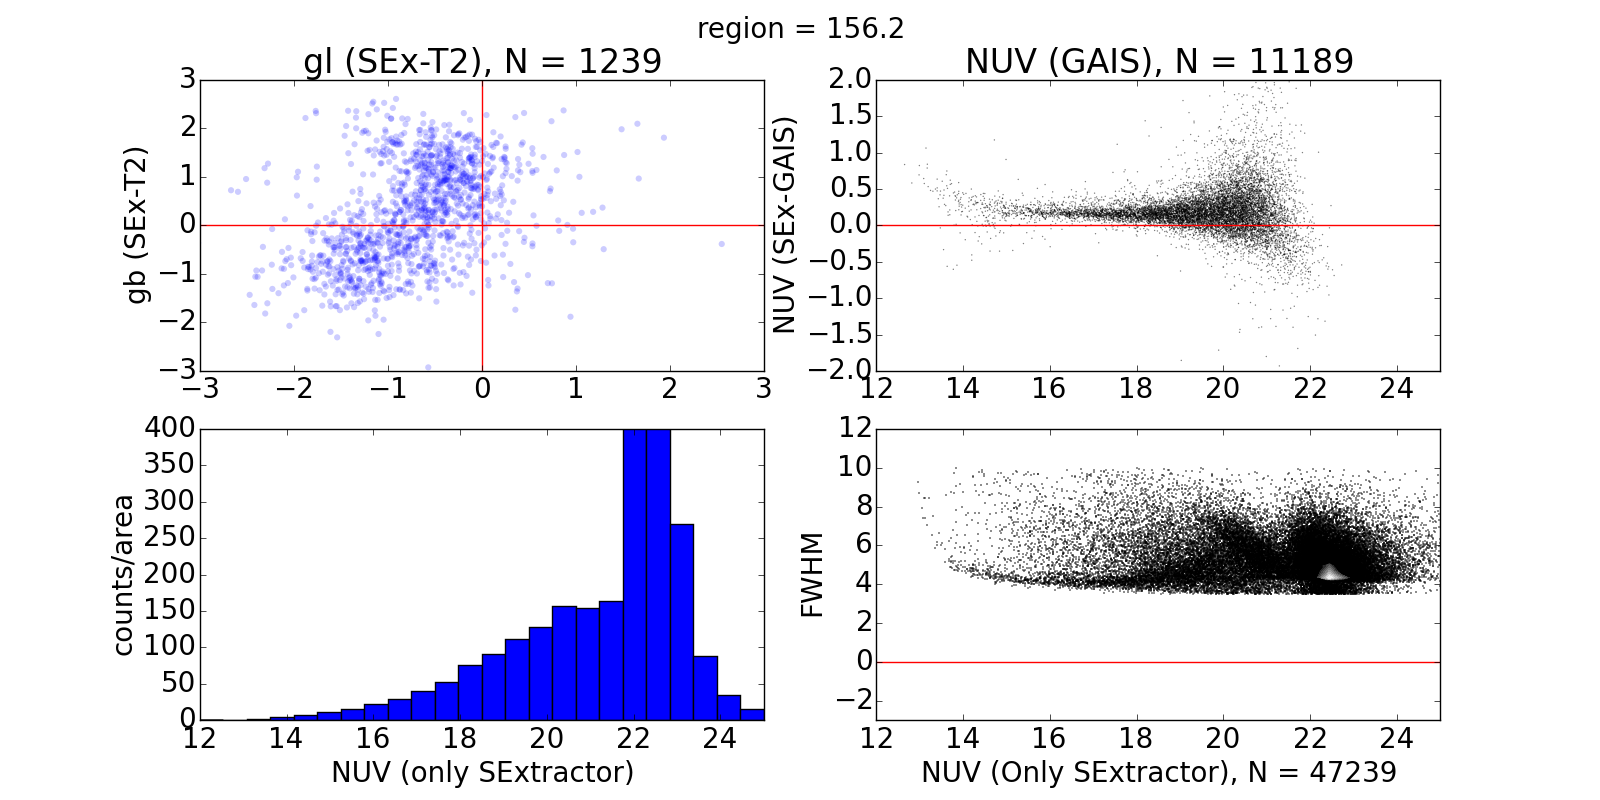 region = 156.2
gl (SEx-T2), N = 1239
3
2
1
0
−1
−2
−3
gb (SEx-T2)
−3 −2 −1 0 1 2 3
NUV (GAIS), N = 11189
2.0
1.5
1.0
0.5
0.0
−0.5
−1.0
−1.5
−2.0
NUV (SEx-GAIS)
12 14 16 18 20 22 24
400
350
300
250
200
150
100
50
0
counts/area
12 14 16 18 20 22 24
NUV (only SExtractor)
12
10
8
6
4
2
0
−2
FWHM
12 14 16 18 20 22 24
NUV (Only SExtractor), N = 47239